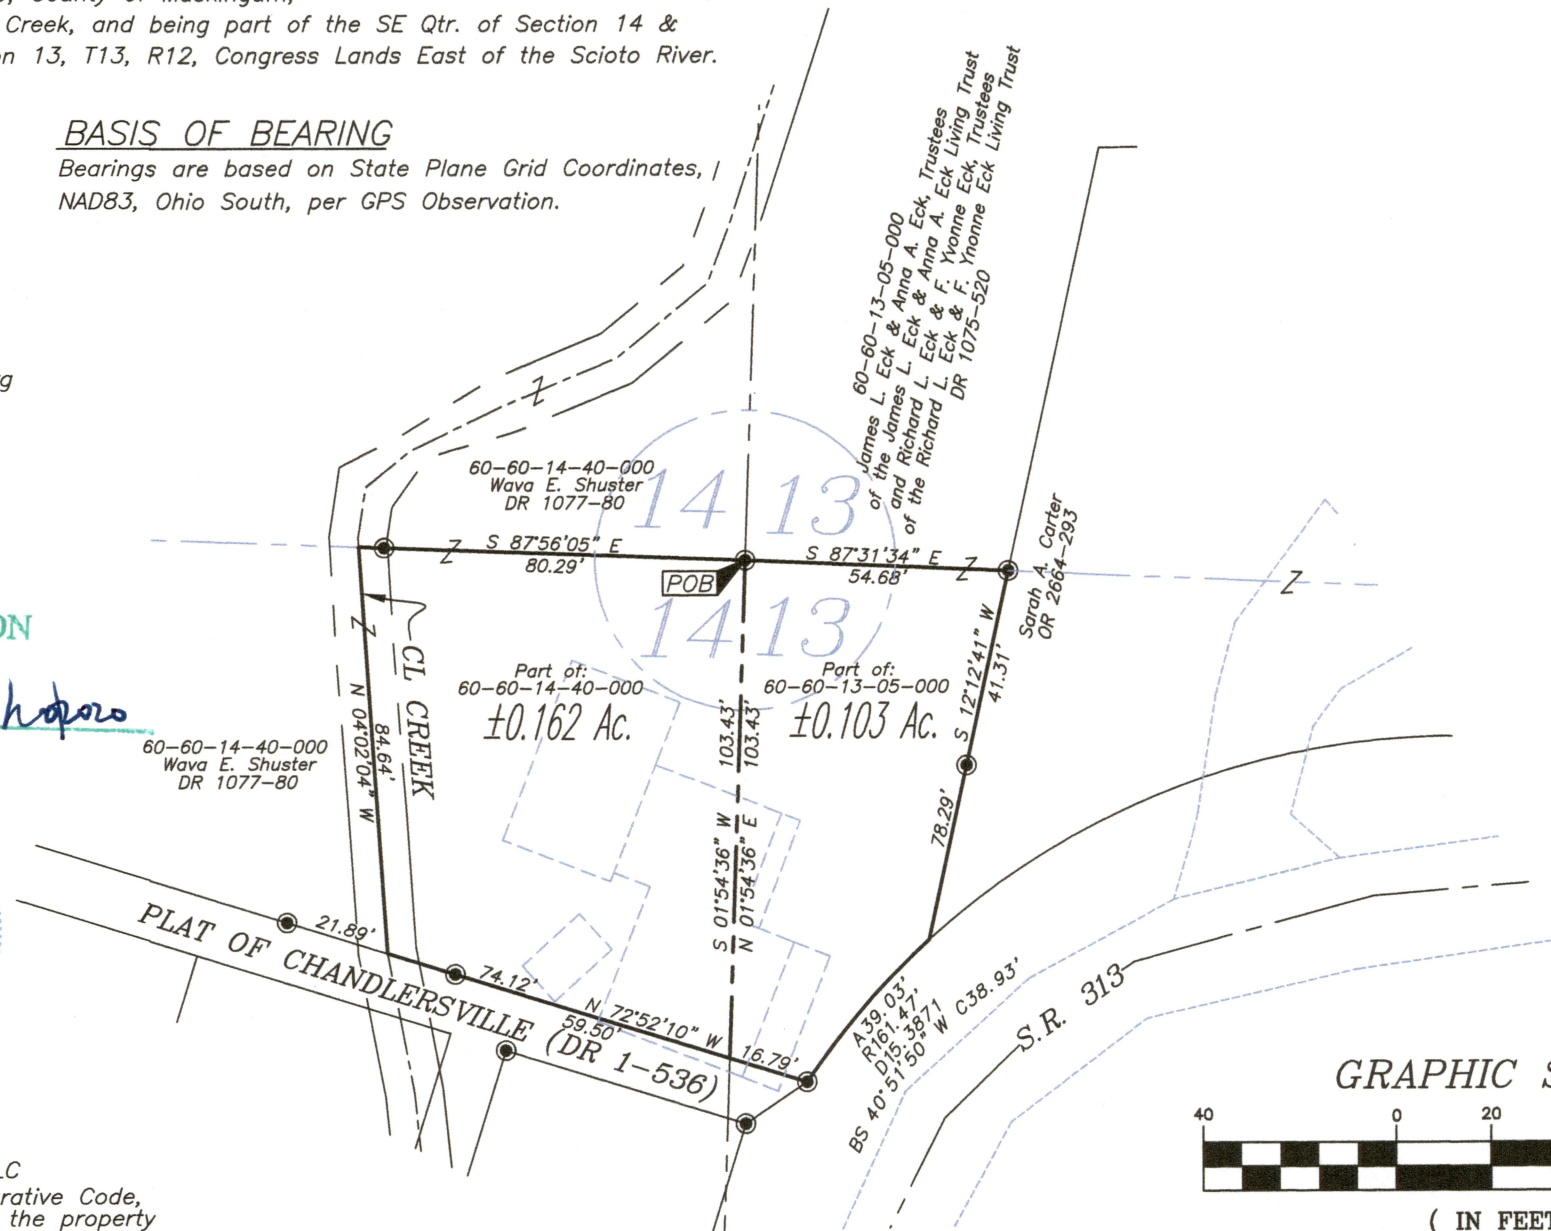 Creek, and being part of the SE Qtr. of Section 14 &
13, T13, R12, Congress Lands East of the Scioto River.
BASIS OF BEARING
Bearings are based on State Plane Grid Coordinates,
NAD83, Ohio South, per GPS Observation.
60-60-13-05-000
James L. Eck & Anna A. Eck, Trustees
of the James L. Eck & Anna A. Eck Living Trust
and Richard L. Eck & F. Yvonne Eck, Trustees
of the Richard L. Eck & F. Ynonne Eck Living Trust
DR 1075-520
60-60-14-40-000
Wava E. Shuster
DR 1077-80
14 13
S 87°56'05" E
80.29'
S 87°31'34" E
54.68'
POB
14 13
Sarah A. Carter
OR 2664-293
CL CREEK
N 04°02'04" W
84.64'
Part of:
60-60-14-40-000
±0.162 Ac.
Part of:
60-60-13-05-000
±0.103 Ac.
103.43'
103.43'
S 01°54'36" W
N 01°54'36" E
S 12°12'41" W
41.31'
78.29'
60-60-14-40-000
Wava E. Shuster
DR 1077-80
21.89'
74.12'
N 72°52'10" W
59.50'
16.79'
PLAT OF CHANDLERSVILLE (DR 1-536)
A39.03'
R161.47'
D15.3871
BS 40°51'50" W C38.93'
S.R. 313
GRAPHIC S
40 0 20
( IN FEET
LC
rative Code,
the property